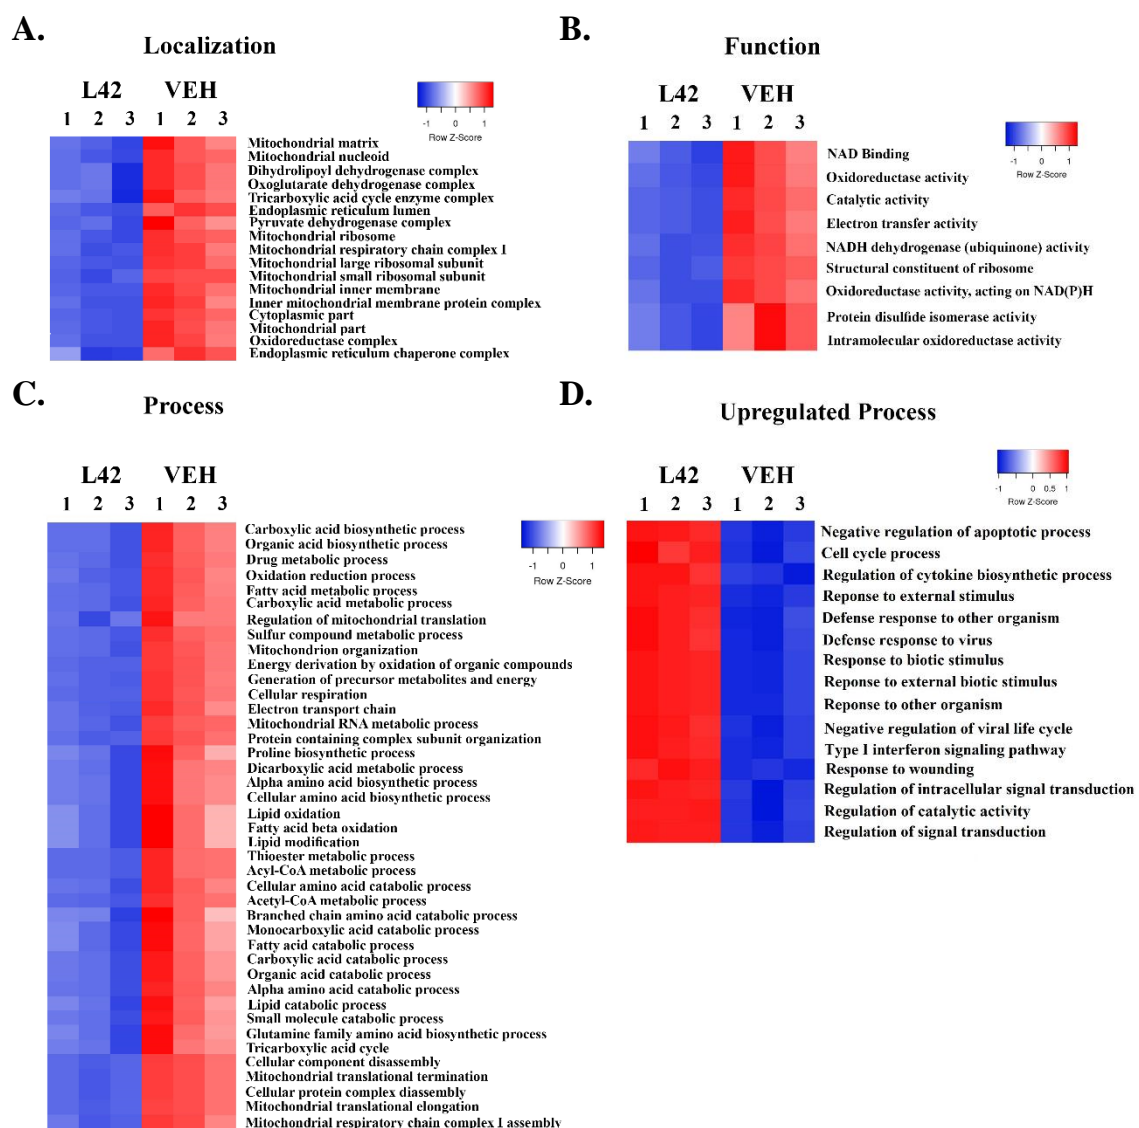 A.
Localization
L42 VEH
1 2 3 1 2 3
-1 0 1
Row Z-Score
Mitochondrial matrix
Mitochondrial nucleoid
Dihydrolipoyl dehydrogenase complex
Oxoglutarate dehydrogenase complex
Tricarboxylic acid cycle enzyme complex
Endoplasmic reticulum lumen
Pyruvate dehydrogenase complex
Mitochondrial ribosome
Mitochondrial respiratory chain complex I
Mitochondrial large ribosomal subunit
Mitochondrial small ribosomal subunit
Mitochondrial inner membrane
Inner mitochondrial membrane protein complex
Cytoplasmic part
Mitochondrial part
Oxidoreductase complex
Endoplasmic reticulum chaperone complex
B.
Function
L42 VEH
1 2 3 1 2 3
-1 0 1
Row Z-Score
NAD Binding
Oxidoreductase activity
Catalytic activity
Electron transfer activity
NADH dehydrogenase (ubiquinone) activity
Structural constituent of ribosome
Oxidoreductase activity, acting on NAD(P)H
Protein disulfide isomerase activity
Intramolecular oxidoreductase activity
C.
Process
L42 VEH
1 2 3 1 2 3
-1 0 1
Row Z-Score
Carboxylic acid biosynthetic process
Organic acid biosynthetic process
Drug metabolic process
Oxidation reduction process
Fatty acid metabolic process
Carboxylic acid metabolic process
Regulation of mitochondrial translation
Sulfur compound metabolic process
Mitochondrion organization
Energy derivation by oxidation of organic compounds
Generation of precursor metabolites and energy
Cellular respiration
Electron transport chain
Mitochondrial RNA metabolic process
Protein containing complex subunit organization
Proline biosynthetic process
Dicarboxylic acid metabolic process
Alpha amino acid biosynthetic process
Cellular amino acid biosynthetic process
Lipid oxidation
Fatty acid beta oxidation
Lipid modification
Thioester metabolic process
Acyl-CoA metabolic process
Cellular amino acid catabolic process
Acetyl-CoA metabolic process
Branched chain amino acid catabolic process
Monocarboxylic acid catabolic process
Fatty acid catabolic process
Carboxylic acid catabolic process
Organic acid catabolic process
Alpha amino acid catabolic process
Lipid catabolic process
Small molecule catabolic process
Glutamine family amino acid biosynthetic process
Tricarboxylic acid cycle
Cellular component disassembly
Mitochondrial translational termination
Cellular protein complex diassembly
Mitochondrial translational elongation
Mitochondrial respiratory chain complex I assembly
D.
Upregulated Process
L42 VEH
1 2 3 1 2 3
-1 0 0.5 1
Row Z-Score
Negative regulation of apoptotic process
Cell cycle process
Regulation of cytokine biosynthetic process
Reponse to external stimulus
Defense response to other organism
Defense response to virus
Response to biotic stimulus
Reponse to external biotic stimulus
Reponse to other organism
Negative regulation of viral life cycle
Type I interferon signaling pathway
Response to wounding
Regulation of intracellular signal transduction
Regulation of catalytic activity
Regulation of signal transduction